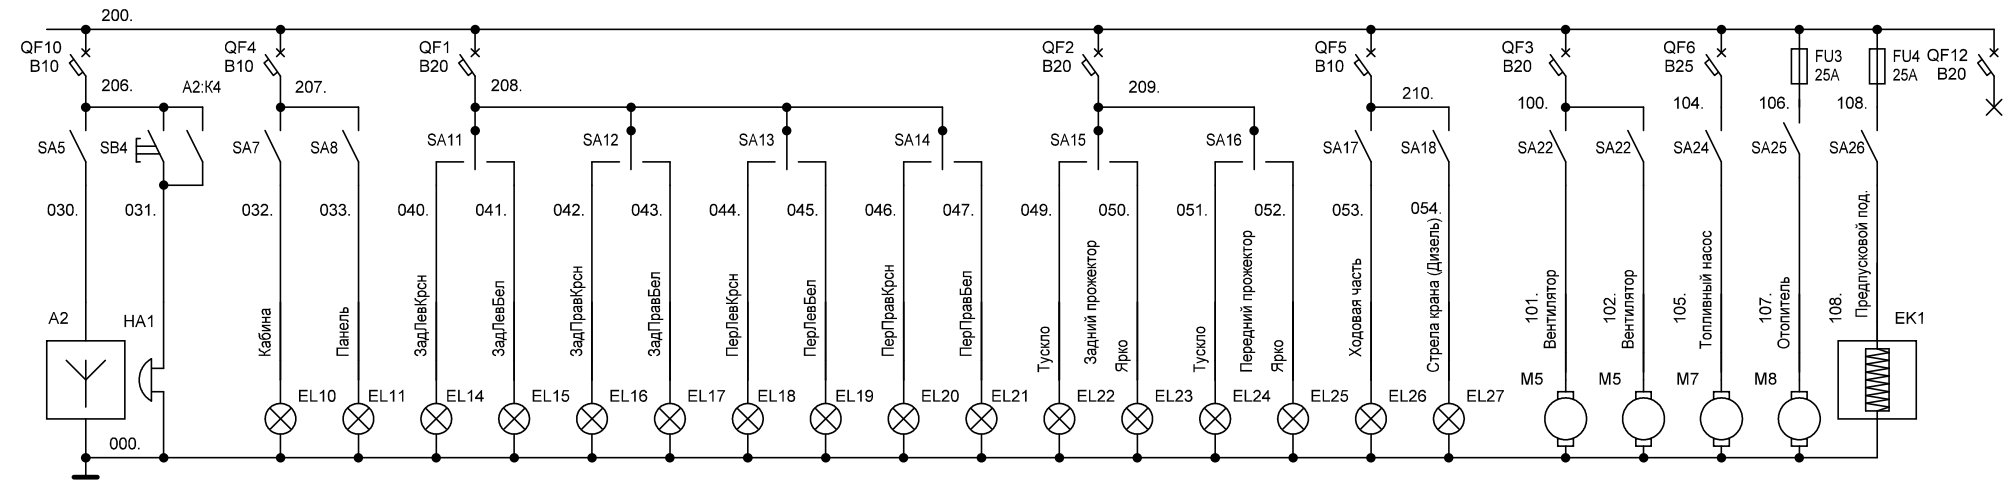 200.
QF10
B10
QF4
B10
QF1
B20
QF2
B20
QF5
B10
QF3
B20
QF6
B25
FU3
25A
FU4
25A
QF12
B20
206.
A2:K4
207.
208.
209.
210.
100.
104.
106.
108.
SA5
SB4
SA7
SA8
SA11
SA12
SA13
SA14
SA15
SA16
SA17
SA18
SA22
SA22
SA24
SA25
SA26
030.
031.
032.
033.
040.
041.
042.
043.
044.
045.
046.
047.
049.
050.
051.
052.
053.
054.
101.
102.
105.
107.
108.
Кабина
Панель
ЗадЛевКрсн
ЗадЛевБел
ЗадПравКрсн
ЗадПравБел
ПерЛевКрсн
ПерЛевБел
ПерПравКрсн
ПерПравБел
Тускло
Задний прожектор
Ярко
Тускло
Передний прожектор
Ярко
Ходовая часть
Стрела крана (Дизель)
Вентилятор
Вентилятор
Топливный насос
Отопитель
Предпусковой под.
A2
HA1
EK1
EL10
EL11
EL14
EL15
EL16
EL17
EL18
EL19
EL20
EL21
EL22
EL23
EL24
EL25
EL26
EL27
M5
M5
M7
M8
000.